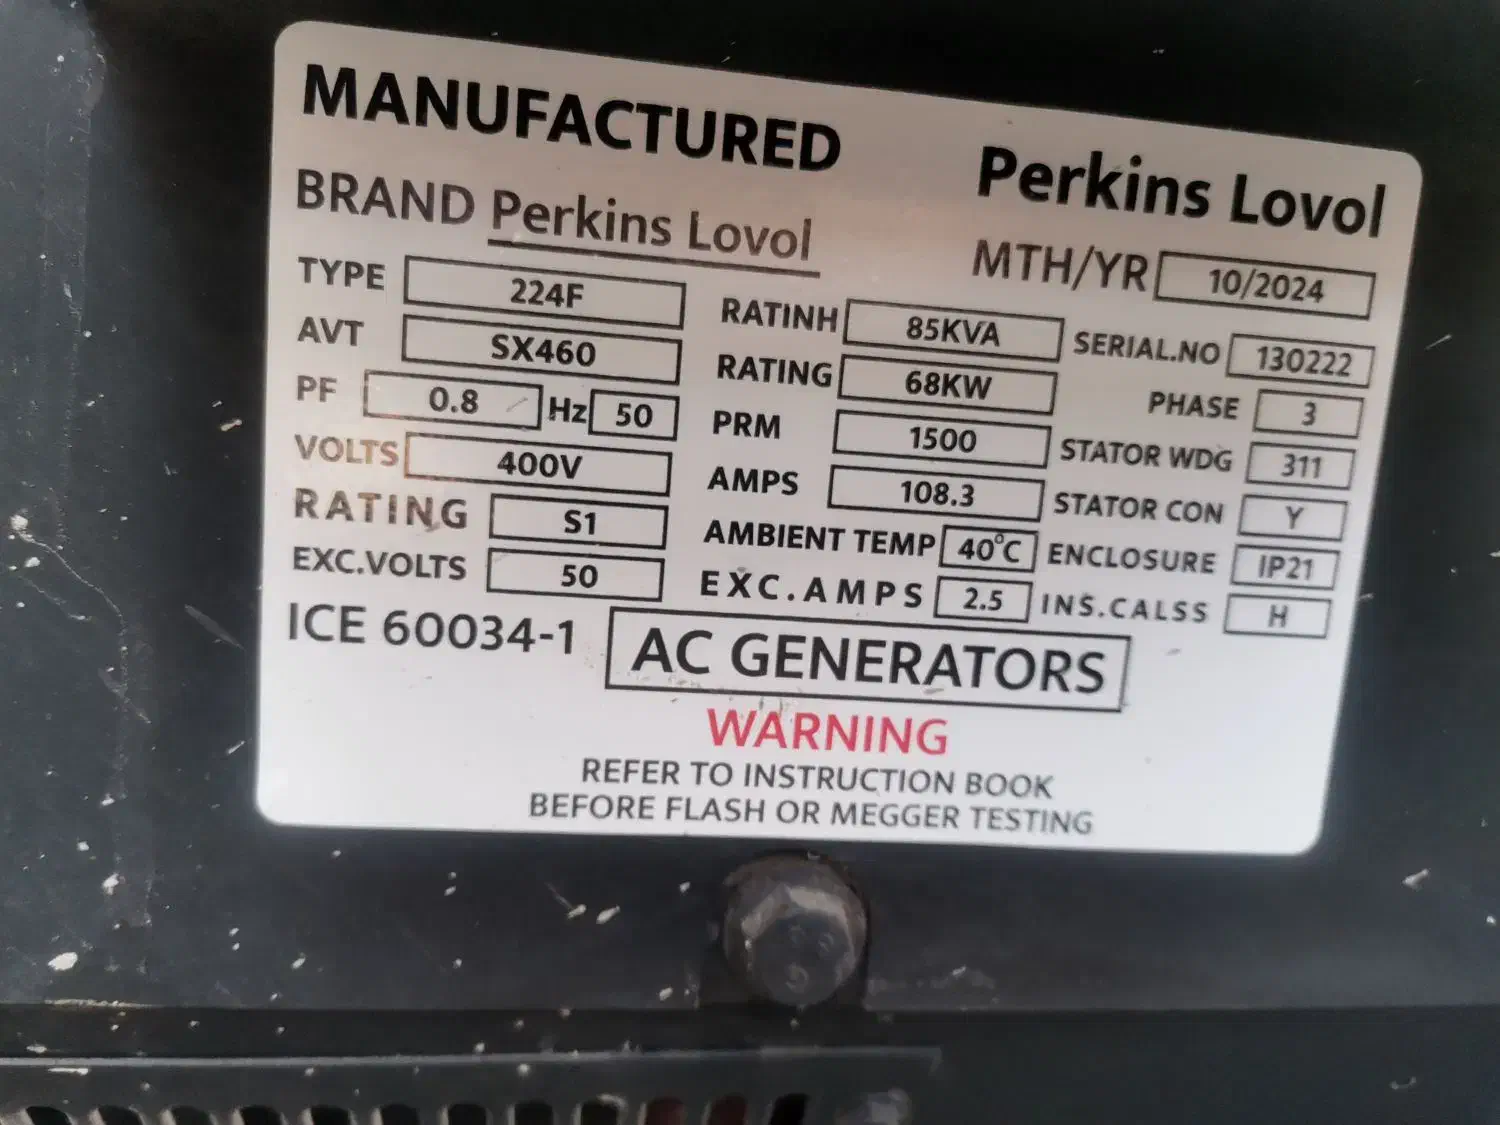 MANUFACTURED Perkins Lovol
BRAND Perkins Lovol MTH/YR 10/2024
TYPE 224F RATINH 85KVA SERIAL.NO 130222
AVT SX460 RATING 68KW PHASE 3
PF 0.8 Hz 50 PRM 1500 STATOR WDG 311
VOLTS 400V AMPS 108.3 STATOR CON Y
RATING S1 AMBIENT TEMP 40°C ENCLOSURE IP21
EXC.VOLTS 50 EXC.AMPS 2.5 INS.CALSS H
ICE 60034-1 AC GENERATORS
WARNING
REFER TO INSTRUCTION BOOK
BEFORE FLASH OR MEGGER TESTING